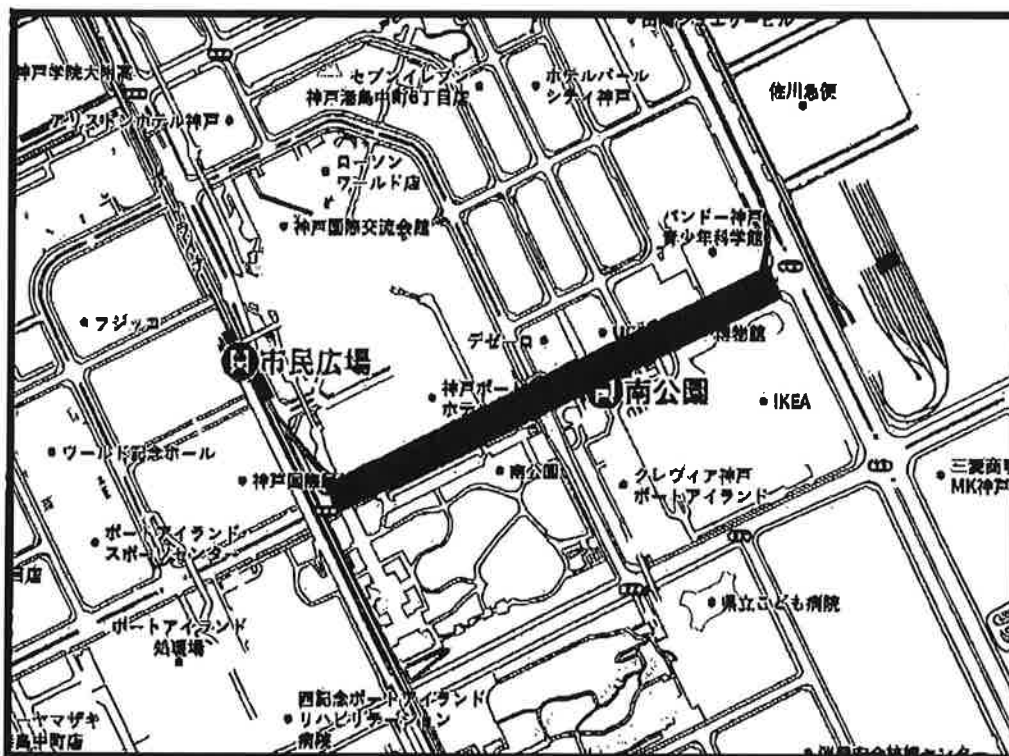 神戸学院大附高
セブンイレブン
神戸港島中町6丁目店
ホテルパール
シティ神戸
佐川急便
アリストンホテル神戸
ローソン
ワールド店
神戸国際交流会館
バンドー神戸
青少年科学館
フジッコ
デゼーロ
博物館
市民広場
神戸ポート
ホテル
南公園
IKEA
ワールド記念ホール
神戸国際
南公園
クレヴィア神戸
ポートアイランド
三菱商
MK神戸
ポートアイランド
スポーツセンター
目店
県立こども病院
ポートアイランド
処理場
西記念ポートアイランド
リハビリテーション
病院
ーヤマザキ
島中町店